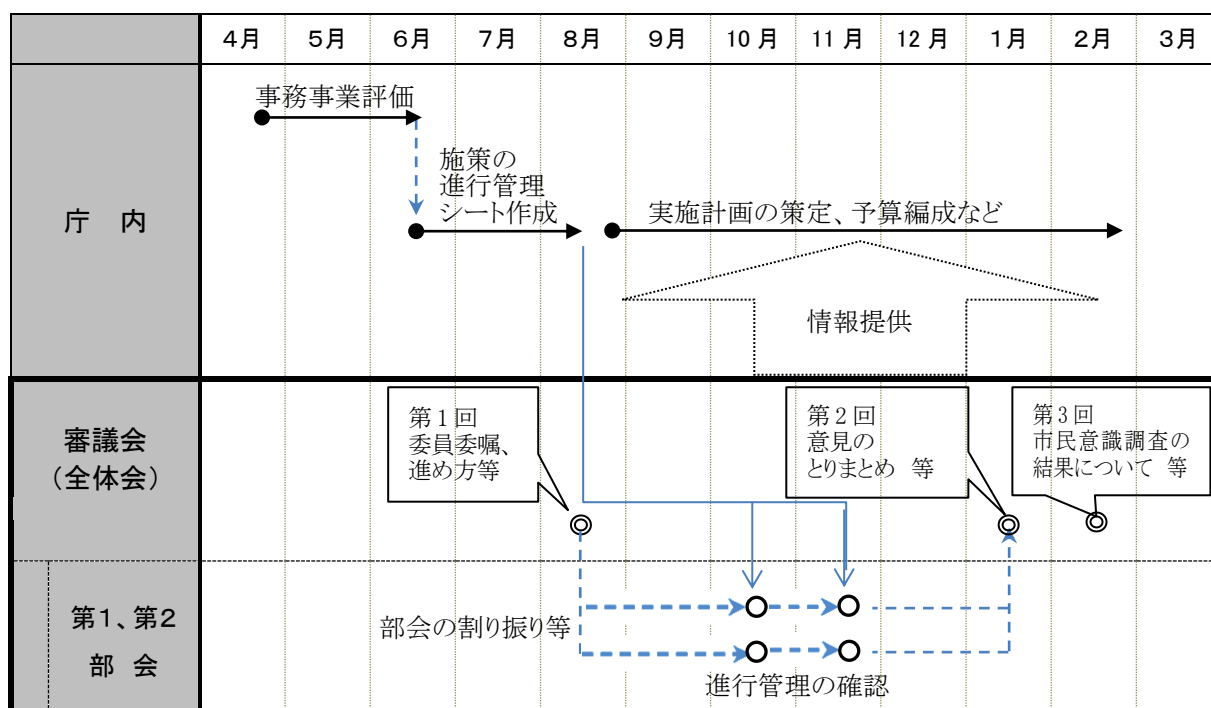 4月 5月 6月 7月 8月 9月 10月 11月 12月 1月 2月 3月
庁 内
事務事業評価
施策の
進行管理
シート作成
実施計画の策定、予算編成など
情報提供
審議会
(全体会)
第1回
委員委嘱、
進め方等
第2回
意見の
とりまとめ 等
第3回
市民意識調査の
結果について 等
第1、第2
部 会
部会の割り振り等
進行管理の確認